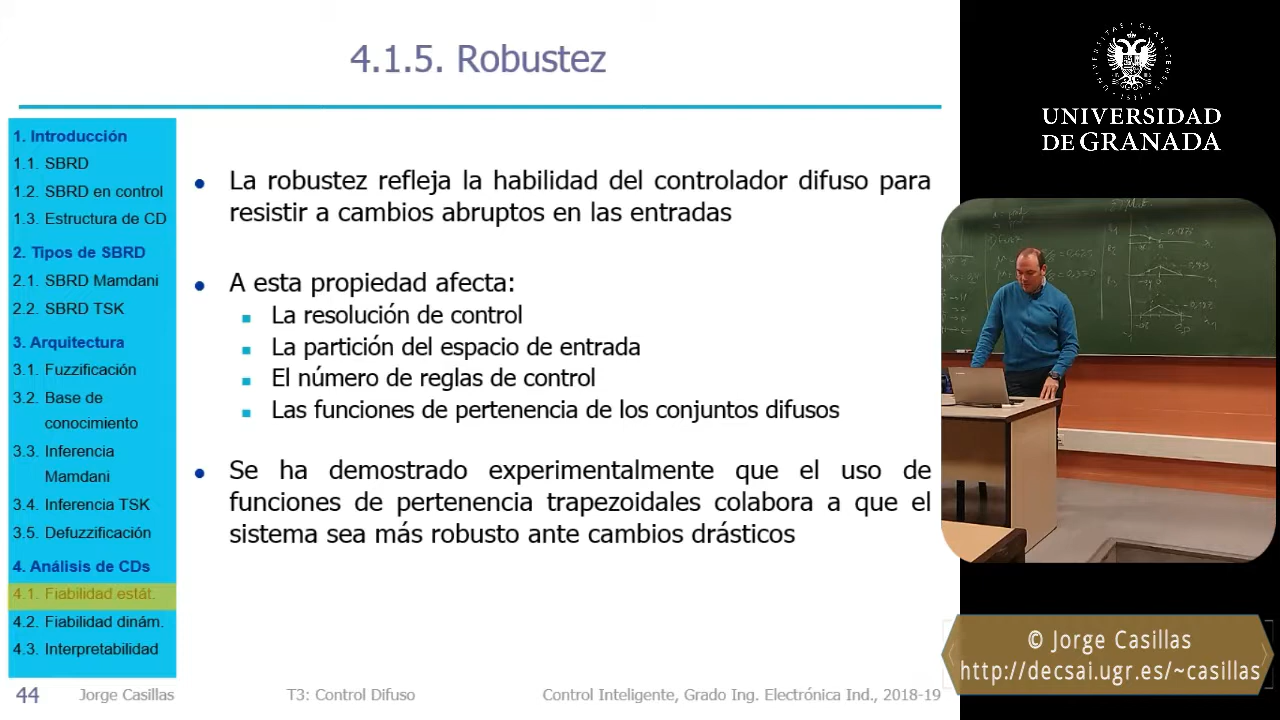 4.1.5. Robustez
1. Introducción
1.1. SBRD
1.2. SBRD en control
1.3. Estructura de CD
2. Tipos de SBRD
2.1. SBRD Mamdani
2.2. SBRD TSK
3. Arquitectura
3.1. Fuzzificación
3.2. Base de
conocimiento
3.3. Inferencia
Mamdani
3.4. Inferencia TSK
3.5. Defuzzificación
4. Análisis de CDs
4.1. Fiabilidad estát.
4.2. Fiabilidad dinám.
4.3. Interpretabilidad
• La robustez refleja la habilidad del controlador difuso para
resistir a cambios abruptos en las entradas
• A esta propiedad afecta:
▪ La resolución de control
▪ La partición del espacio de entrada
▪ El número de reglas de control
▪ Las funciones de pertenencia de los conjuntos difusos
• Se ha demostrado experimentalmente que el uso de
funciones de pertenencia trapezoidales colabora a que el
sistema sea más robusto ante cambios drásticos
44 Jorge Casillas T3: Control Difuso Control Inteligente, Grado Ing. Electrónica Ind., 2018-19
UNIVERSIDAD
DE GRANADA
© Jorge Casillas
http://decsai.ugr.es/~casillas